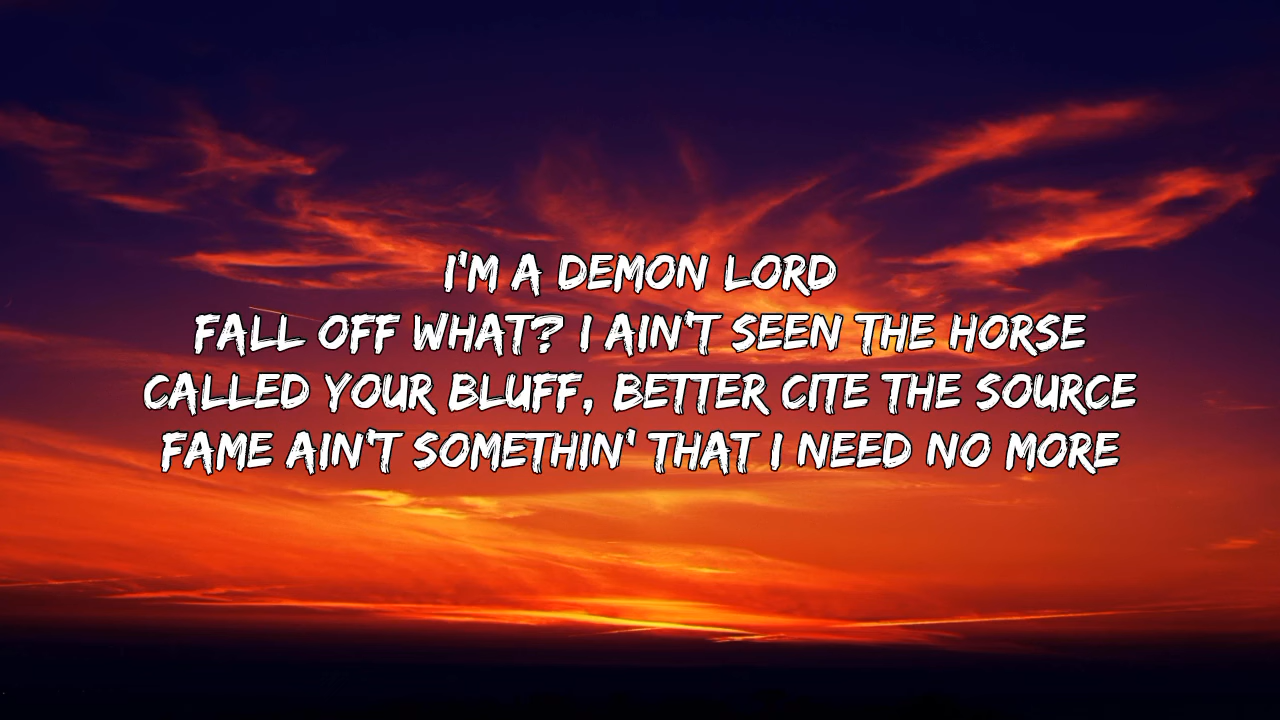 I'M A DEMON LORD
FALL OFF WHAT? I AIN'T SEEN THE HORSE
CALLED YOUR BLUFF, BETTER CITE THE SOURCE
FAME AIN'T SOMETHIN' THAT I NEED NO MORE